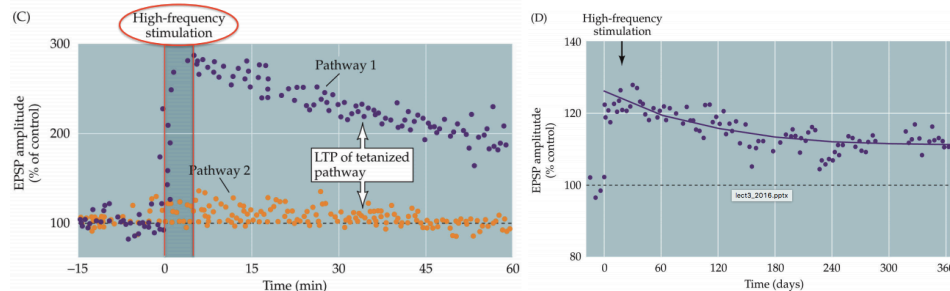 (C)
High-frequency
stimulation
300
200
100
EPSP amplitude
(% of control)
Pathway 1
LTP of tetanized
pathway
Pathway 2
−15
0
15
30
45
60
Time (min)
(D)
High-frequency
stimulation
140
120
100
80
EPSP amplitutde
(% control)
lect3_2016.pptx
0
60
120
180
240
300
360
Time (days)